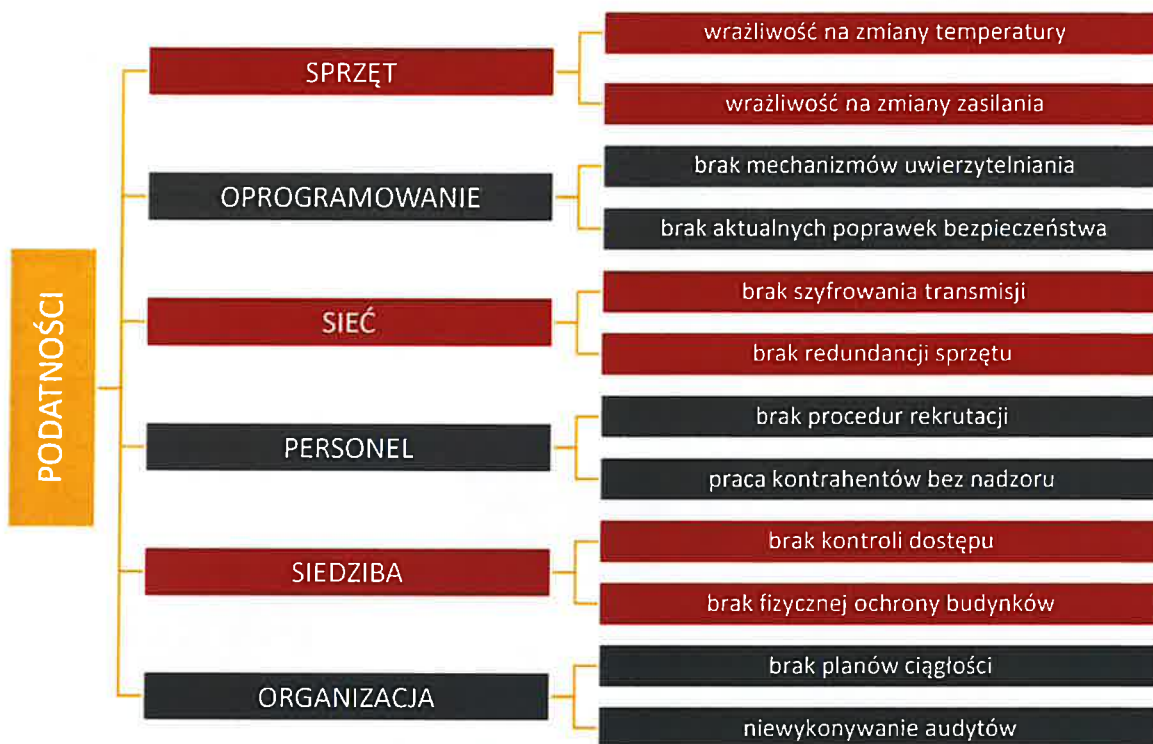 PODATNOŚCI
SPRZĘT
wrażliwość na zmiany temperatury
wrażliwość na zmiany zasilania
OPROGRAMOWANIE
brak mechanizmów uwierzytelniania
brak aktualnych poprawek bezpieczeństwa
SIEĆ
brak szyfrowania transmisji
brak redundancji sprzętu
PERSONEL
brak procedur rekrutacji
praca kontrahentów bez nadzoru
SIEDZIBA
brak kontroli dostępu
brak fizycznej ochrony budynków
ORGANIZACJA
brak planów ciągłości
niewykonywanie audytów